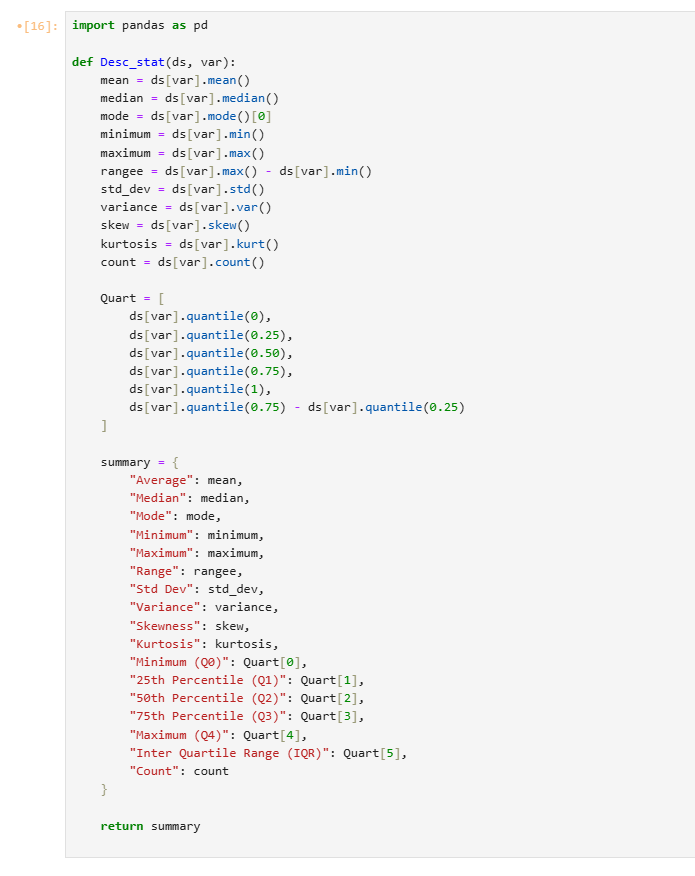 •[16]: import pandas as pd
def Desc_stat(ds, var):
    mean = ds[var].mean()
    median = ds[var].median()
    mode = ds[var].mode()[0]
    minimum = ds[var].min()
    maximum = ds[var].max()
    rangee = ds[var].max() - ds[var].min()
    std_dev = ds[var].std()
    variance = ds[var].var()
    skew = ds[var].skew()
    kurtosis = ds[var].kurt()
    count = ds[var].count()
    Quart = [
        ds[var].quantile(0),
        ds[var].quantile(0.25),
        ds[var].quantile(0.50),
        ds[var].quantile(0.75),
        ds[var].quantile(1),
        ds[var].quantile(0.75) - ds[var].quantile(0.25)
    ]
    summary = {
        "Average": mean,
        "Median": median,
        "Mode": mode,
        "Minimum": minimum,
        "Maximum": maximum,
        "Range": rangee,
        "Std Dev": std_dev,
        "Variance": variance,
        "Skewness": skew,
        "Kurtosis": kurtosis,
        "Minimum (Q0)": Quart[0],
        "25th Percentile (Q1)": Quart[1],
        "50th Percentile (Q2)": Quart[2],
        "75th Percentile (Q3)": Quart[3],
        "Maximum (Q4)": Quart[4],
        "Inter Quartile Range (IQR)": Quart[5],
        "Count": count
    }
    return summary